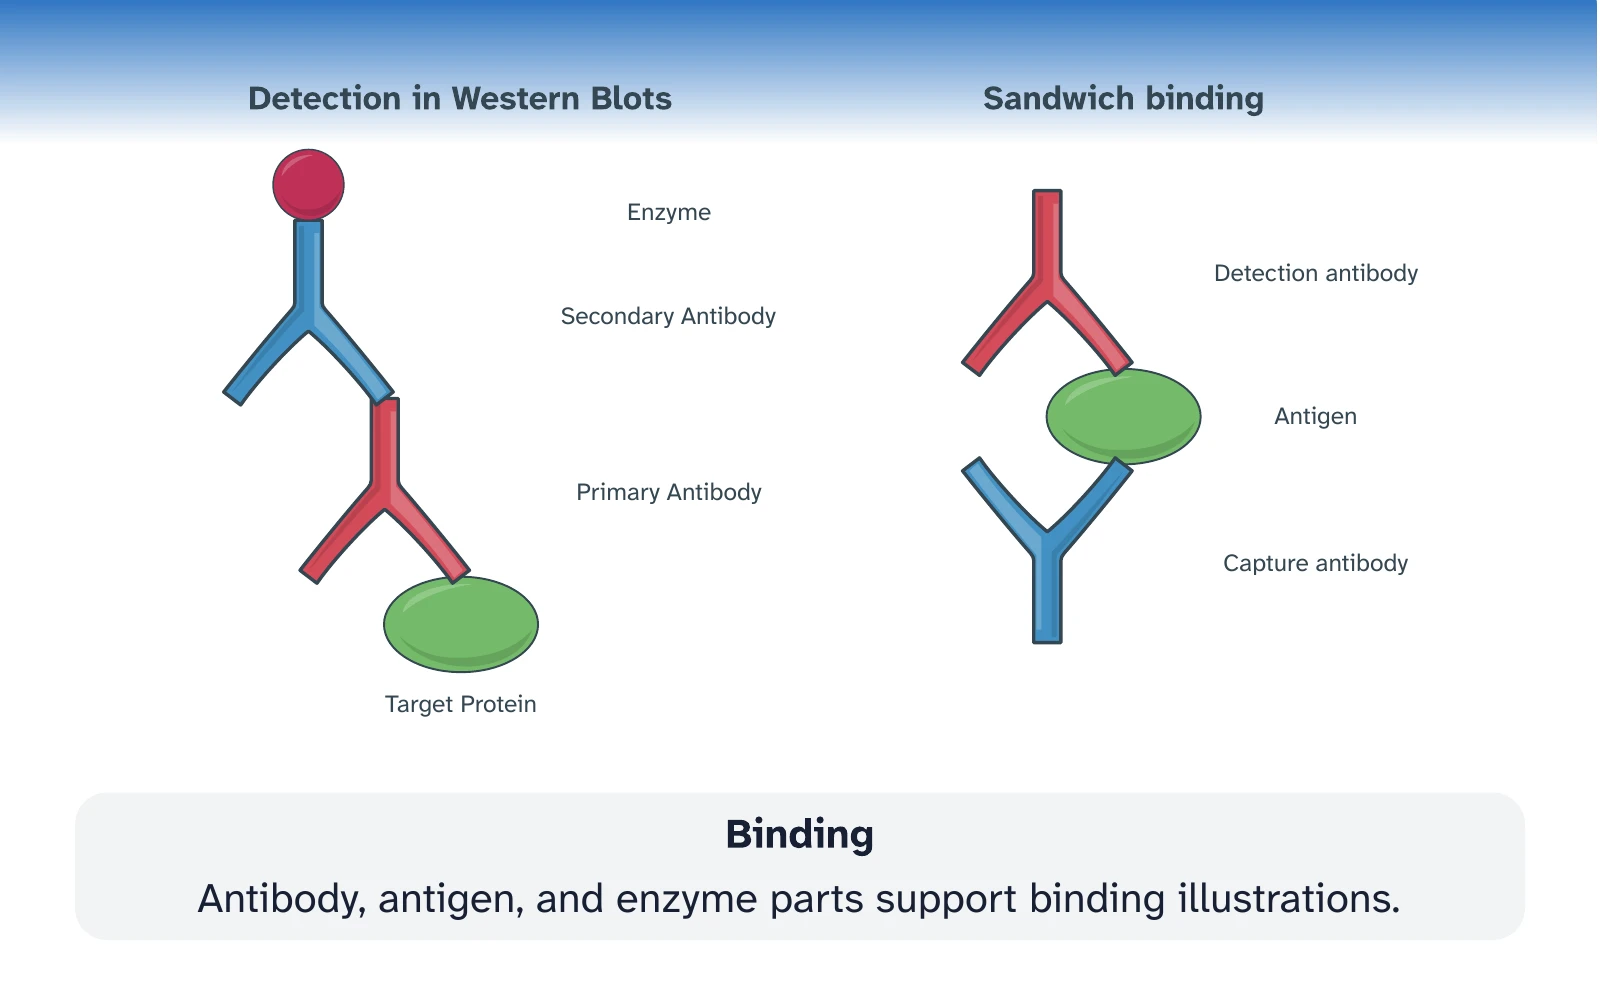 Detection in Western Blots
Enzyme
Secondary Antibody
Primary Antibody
Target Protein
Sandwich binding
Detection antibody
Antigen
Capture antibody
Binding
Antibody, antigen, and enzyme parts support binding illustrations.